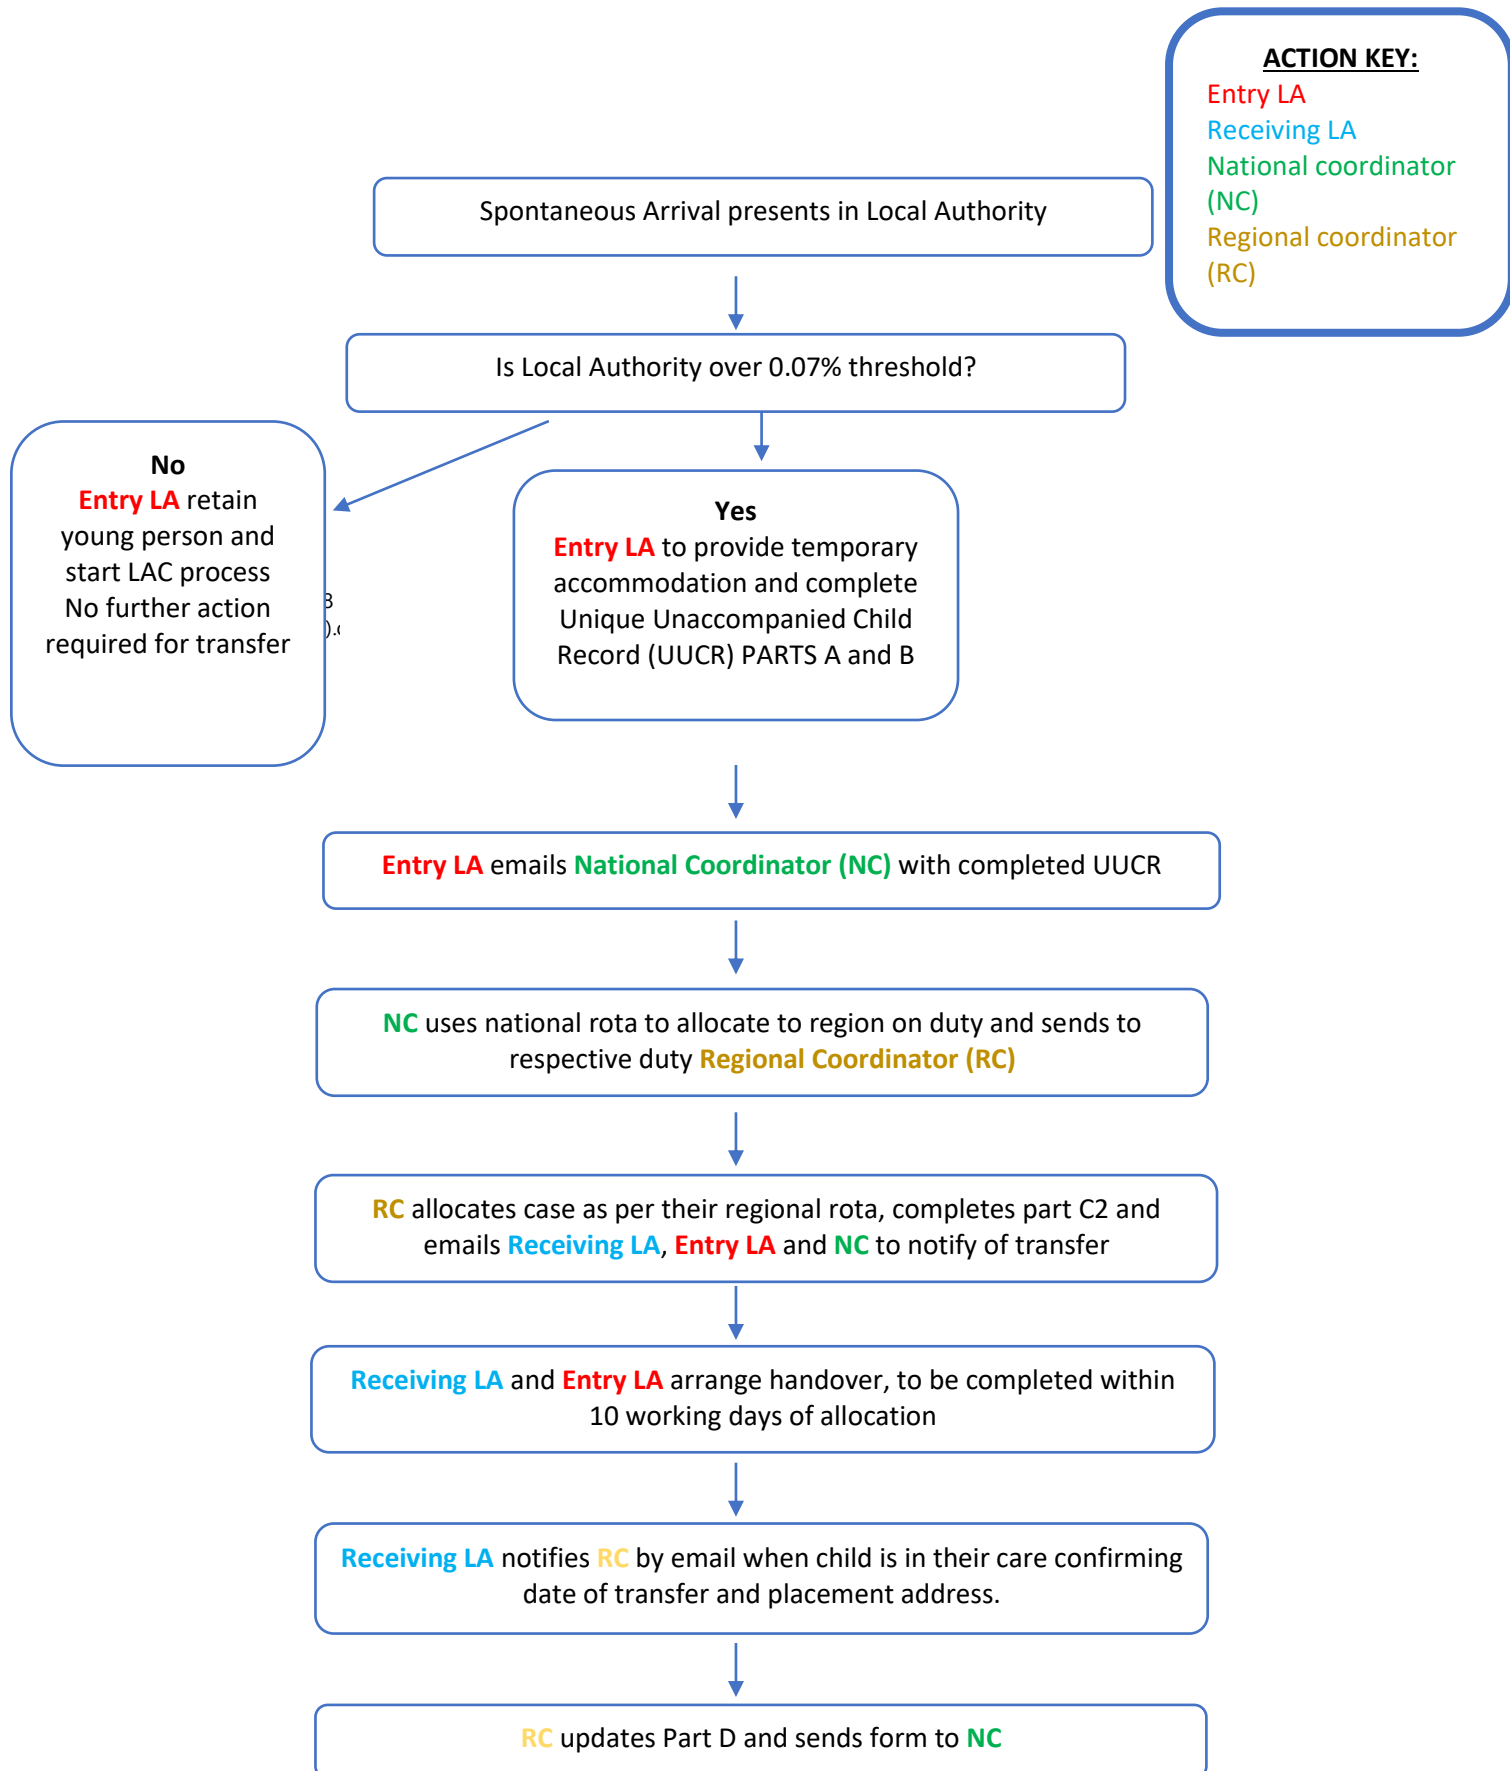 ACTION KEY:
Entry LA
Receiving LA
National coordinator
(NC)
Regional coordinator
(RC)
Spontaneous Arrival presents in Local Authority
Is Local Authority over 0.07% threshold?
No
Entry LA retain
young person and
start LAC process
No further action
required for transfer
Yes
Entry LA to provide temporary
accommodation and complete
Unique Unaccompanied Child
Record (UUCR) PARTS A and B
Entry LA emails National Coordinator (NC) with completed UUCR
NC uses national rota to allocate to region on duty and sends to
respective duty Regional Coordinator (RC)
RC allocates case as per their regional rota, completes part C2 and
emails Receiving LA, Entry LA and NC to notify of transfer
Receiving LA and Entry LA arrange handover, to be completed within
10 working days of allocation
Receiving LA notifies RC by email when child is in their care confirming
date of transfer and placement address.
RC updates Part D and sends form to NC